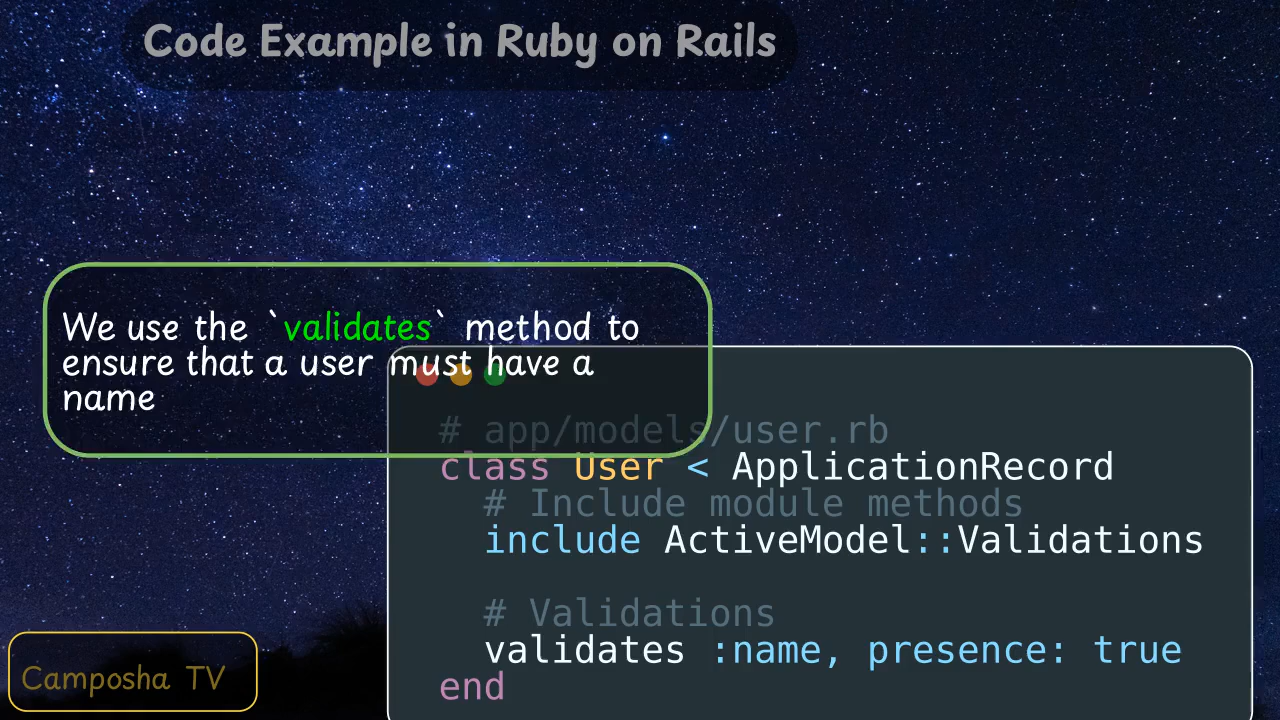 Code Example in Ruby on Rails
We use the `validates` method to
ensure that a user must have a
name
# app/models/user.rb
class User < ApplicationRecord
  # Include module methods
  include ActiveModel::Validations
  # Validations
  validates :name, presence: true
end
Camposha TV